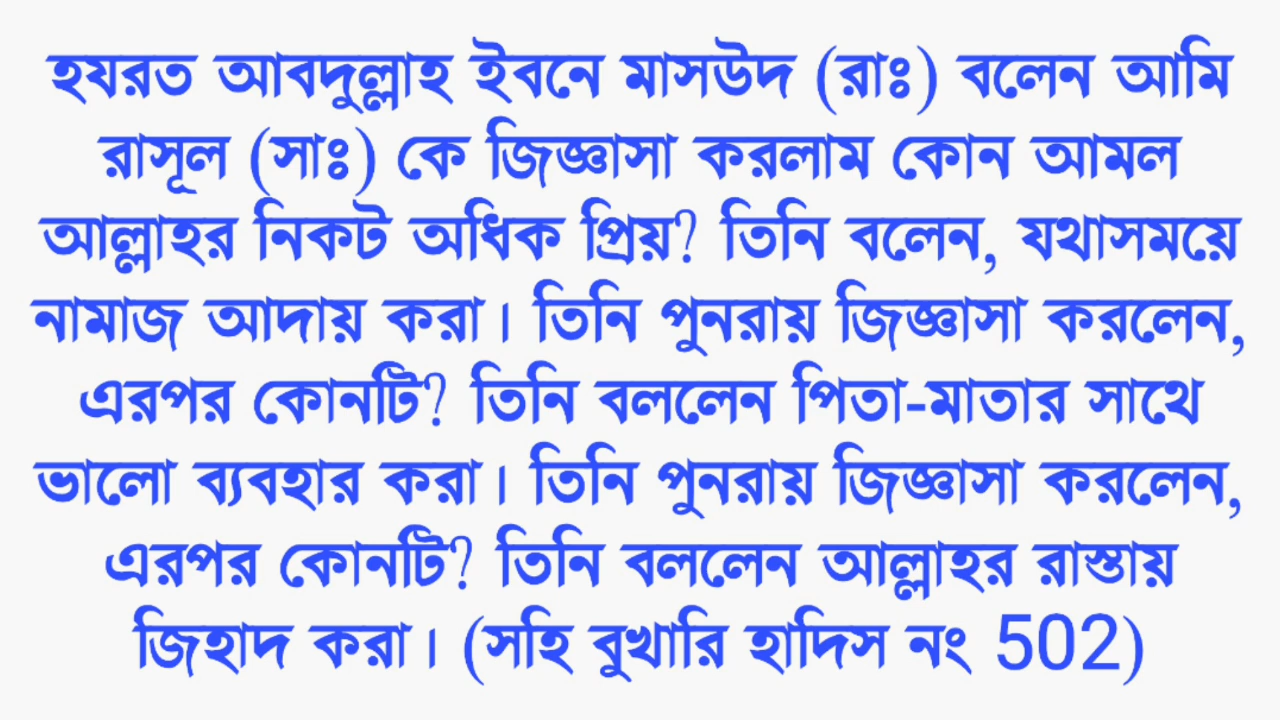 হযরত আবদুল্লাহ ইবনে মাসউদ (রাঃ) বলেন আমি
রাসূল (সাঃ) কে জিজ্ঞাসা করলাম কোন আমল
আল্লাহর নিকট অধিক প্রিয়? তিনি বলেন, যথাসময়ে
নামাজ আদায় করা। তিনি পুনরায় জিজ্ঞাসা করলেন,
এরপর কোনটি? তিনি বললেন পিতা-মাতার সাথে
ভালো ব্যবহার করা। তিনি পুনরায় জিজ্ঞাসা করলেন,
এরপর কোনটি? তিনি বললেন আল্লাহর রাস্তায়
জিহাদ করা। (সহি বুখারি হাদিস নং 502)